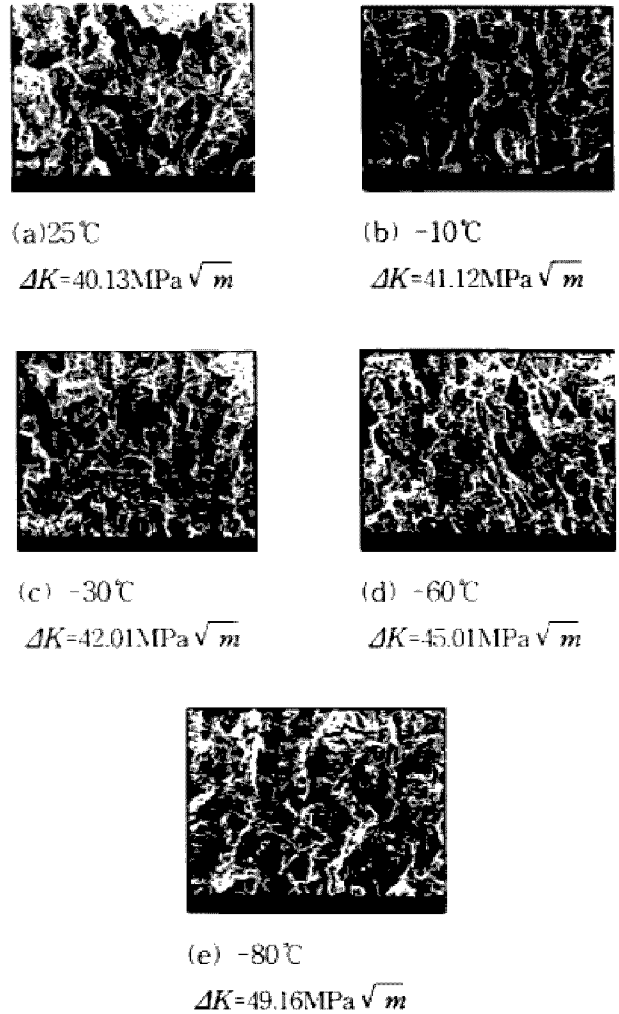 (a)25℃
ΔK=40.13MPa√m
(b) -10℃
ΔK=41.12MPa√m
(c) -30℃
ΔK=42.01MPa√m
(d) -60℃
ΔK=45.01MPa√m
(e) -80℃
ΔK=49.16MPa√m